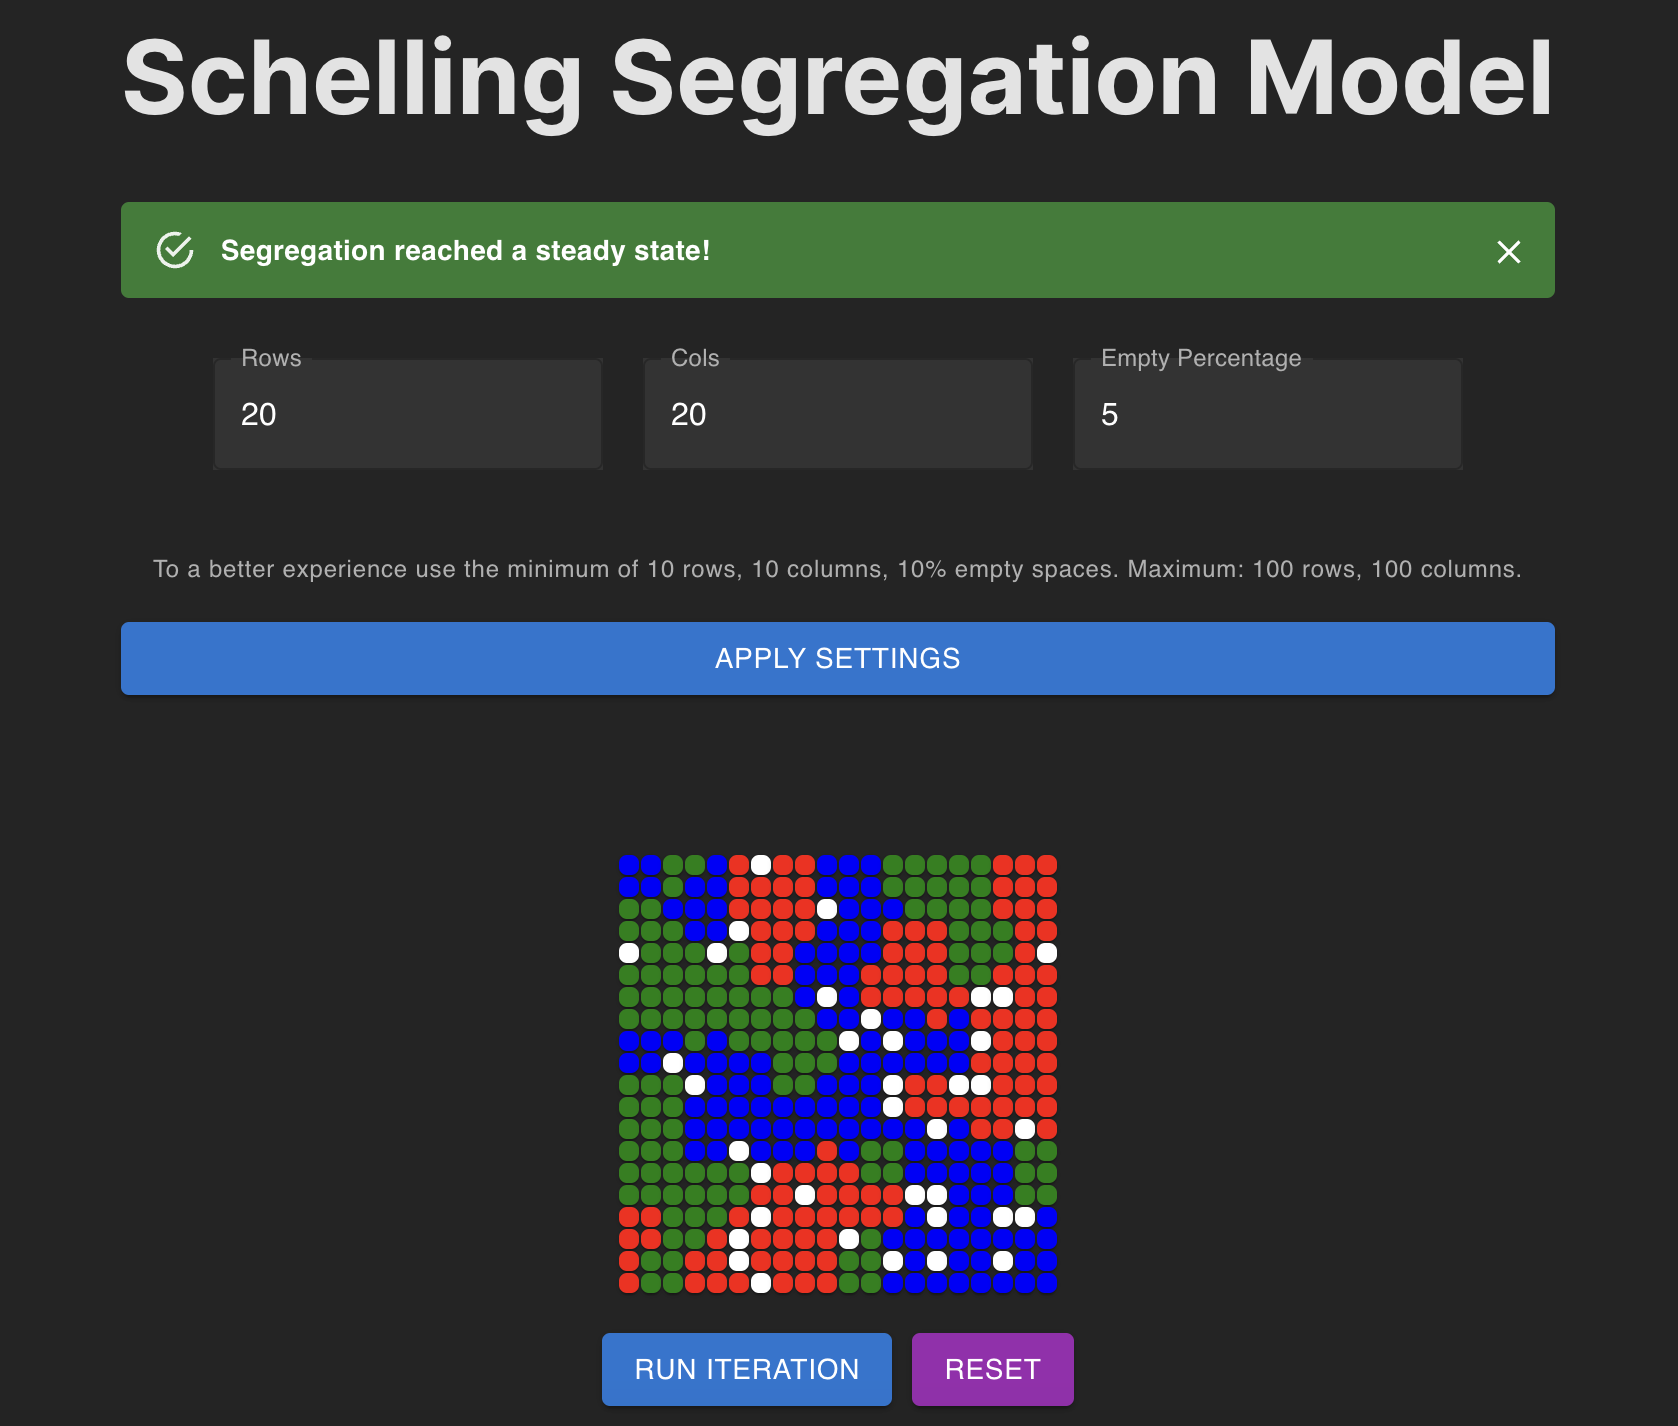 Schelling Segregation Model
Segregation reached a steady state!
Rows
20
Cols
20
Empty Percentage
5
To a better experience use the minimum of 10 rows, 10 columns, 10% empty spaces. Maximum: 100 rows, 100 columns.
APPLY SETTINGS
RUN ITERATION
RESET